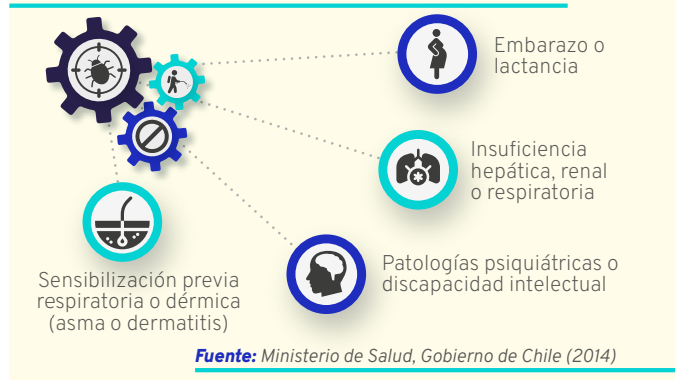 Embarazo o
lactancia
Insuficiencia
hepática, renal
o respiratoria
Patologías psiquiátricas o
discapacidad intelectual
Sensibilización previa
respiratoria o dérmica
(asma o dermatitis)
Fuente: Ministerio de Salud, Gobierno de Chile (2014)